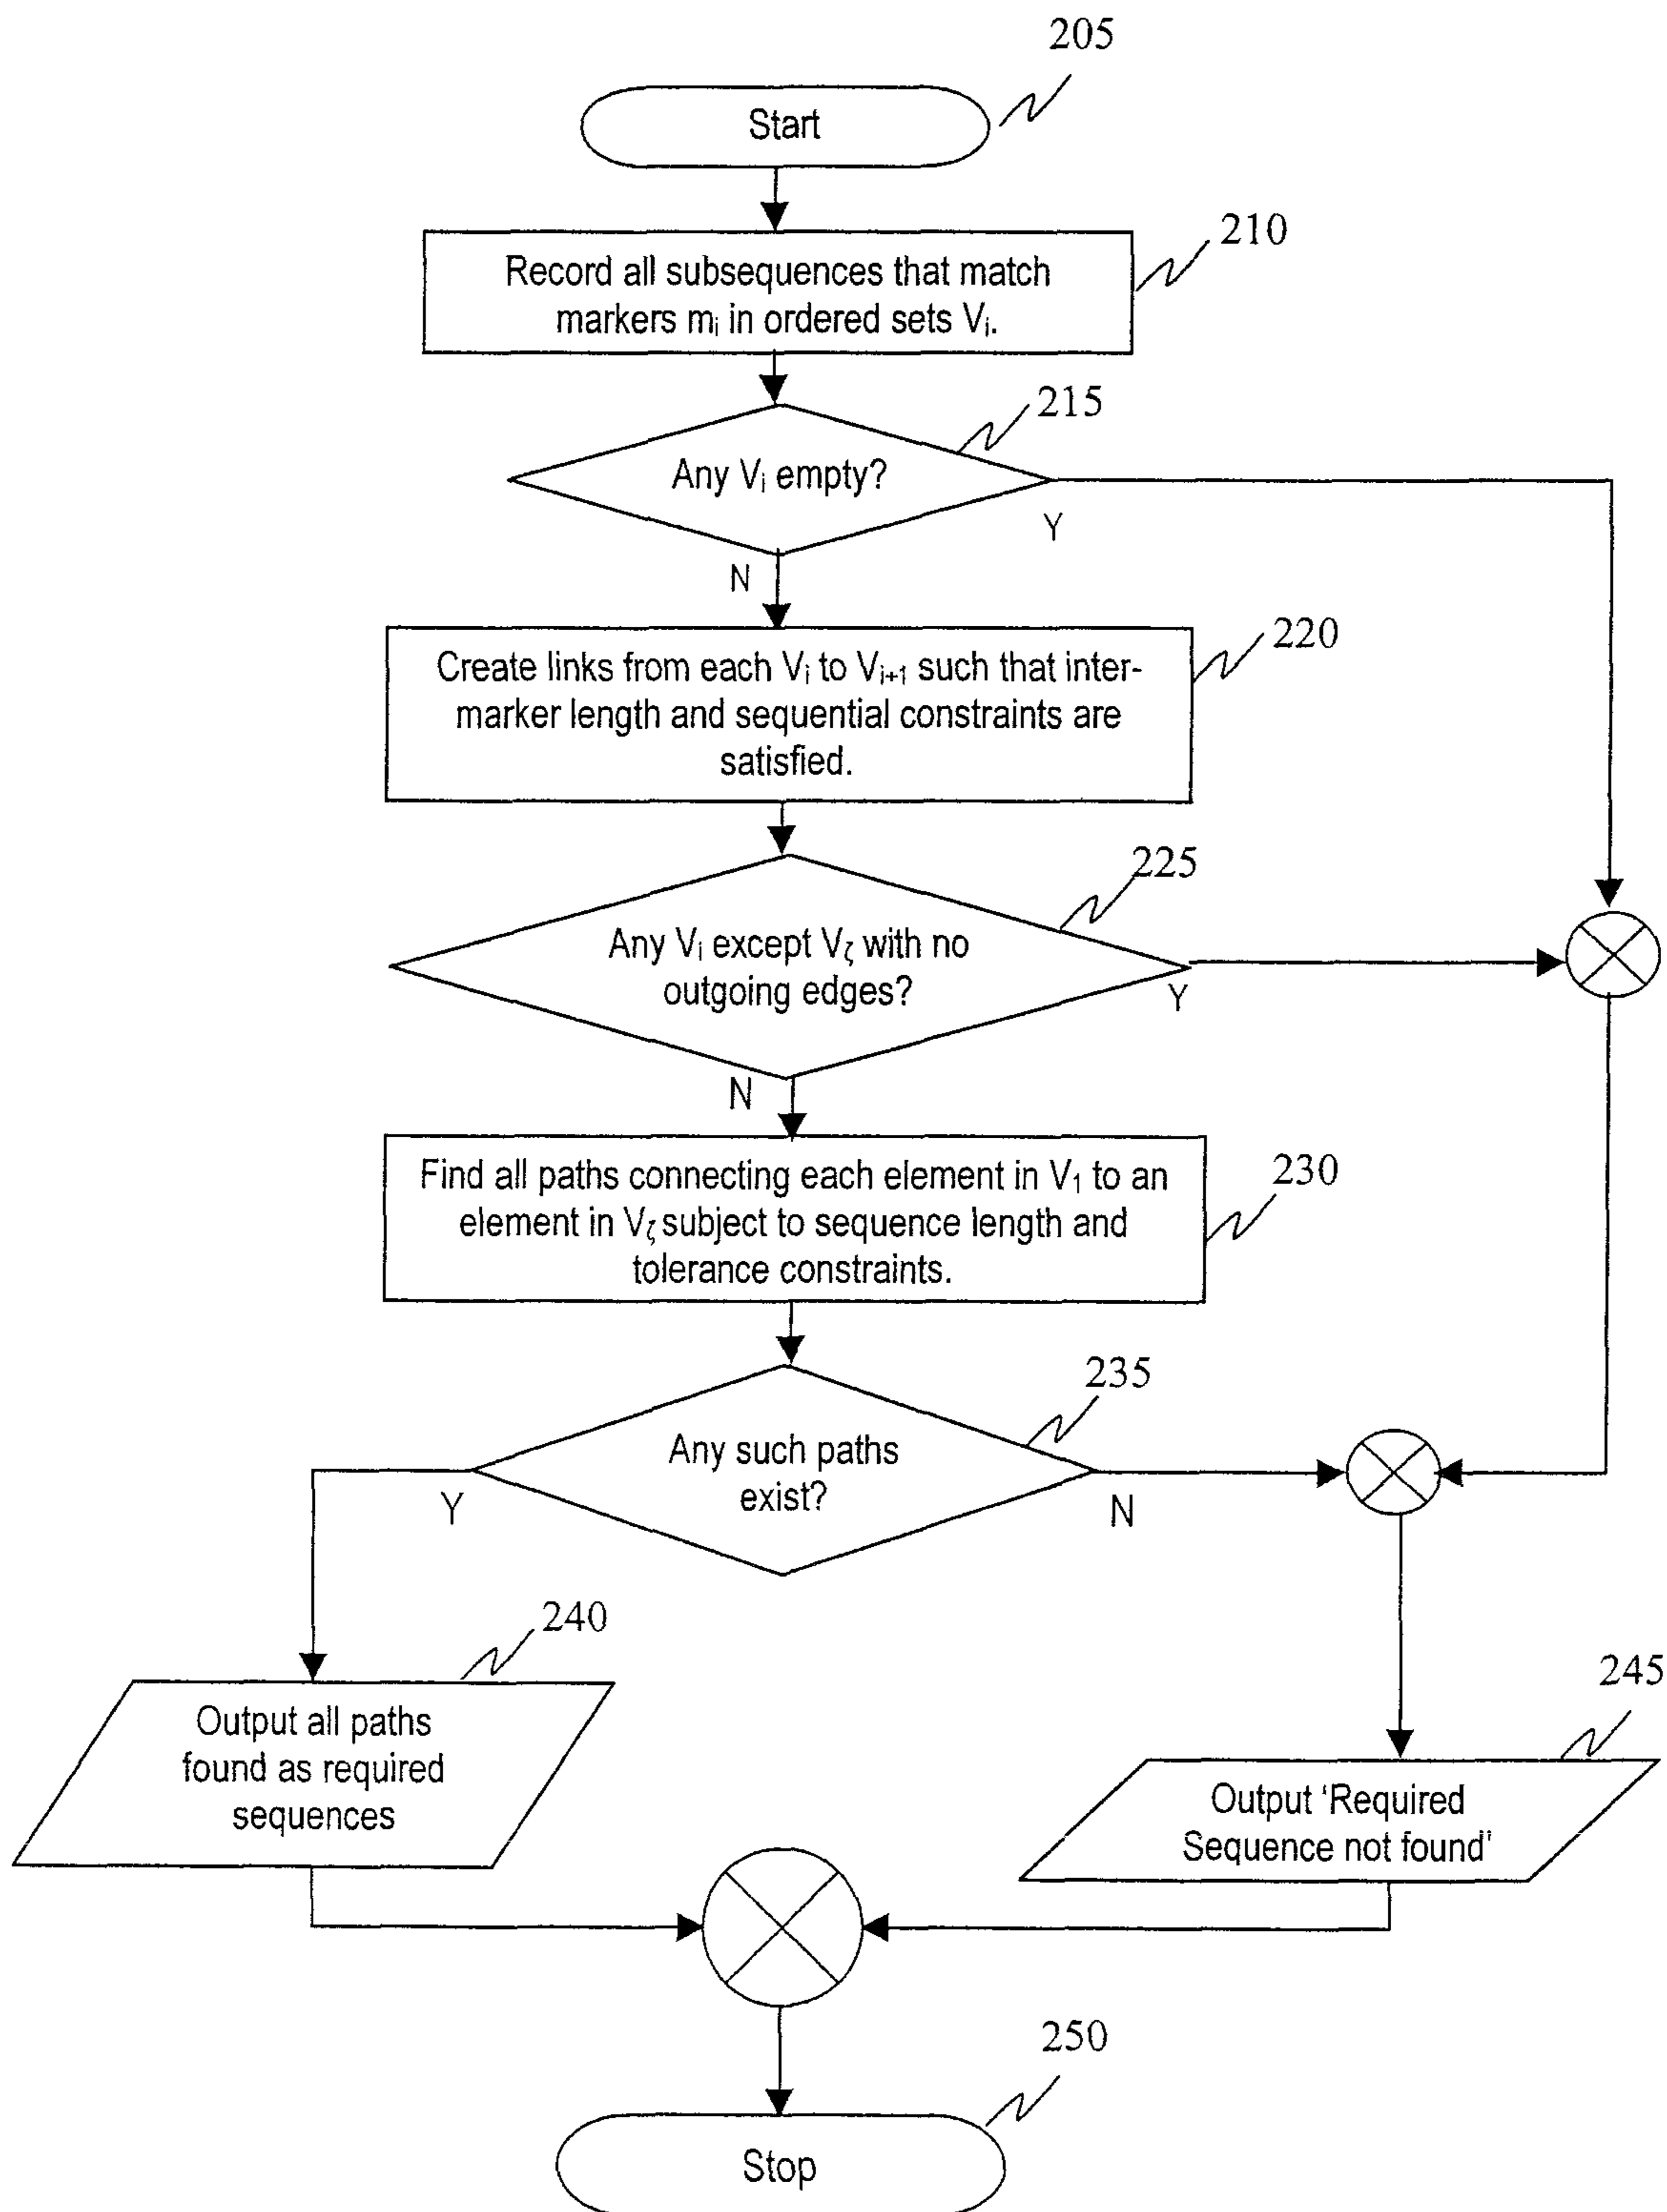 205
Start
210
Record all subsequences that match
markers mᵢ in ordered sets Vᵢ.
215
Any Vᵢ empty?
Y
N
220
Create links from each Vᵢ to Vᵢ₊₁ such that inter-
marker length and sequential constraints are
satisfied.
225
Any Vᵢ except V_ζ with no
outgoing edges?
Y
N
230
Find all paths connecting each element in V₁ to an
element in V_ζ subject to sequence length and
tolerance constraints.
235
Any such paths
exist?
Y
N
240
Output all paths
found as required
sequences
245
Output ‘Required
Sequence not found’
250
Stop